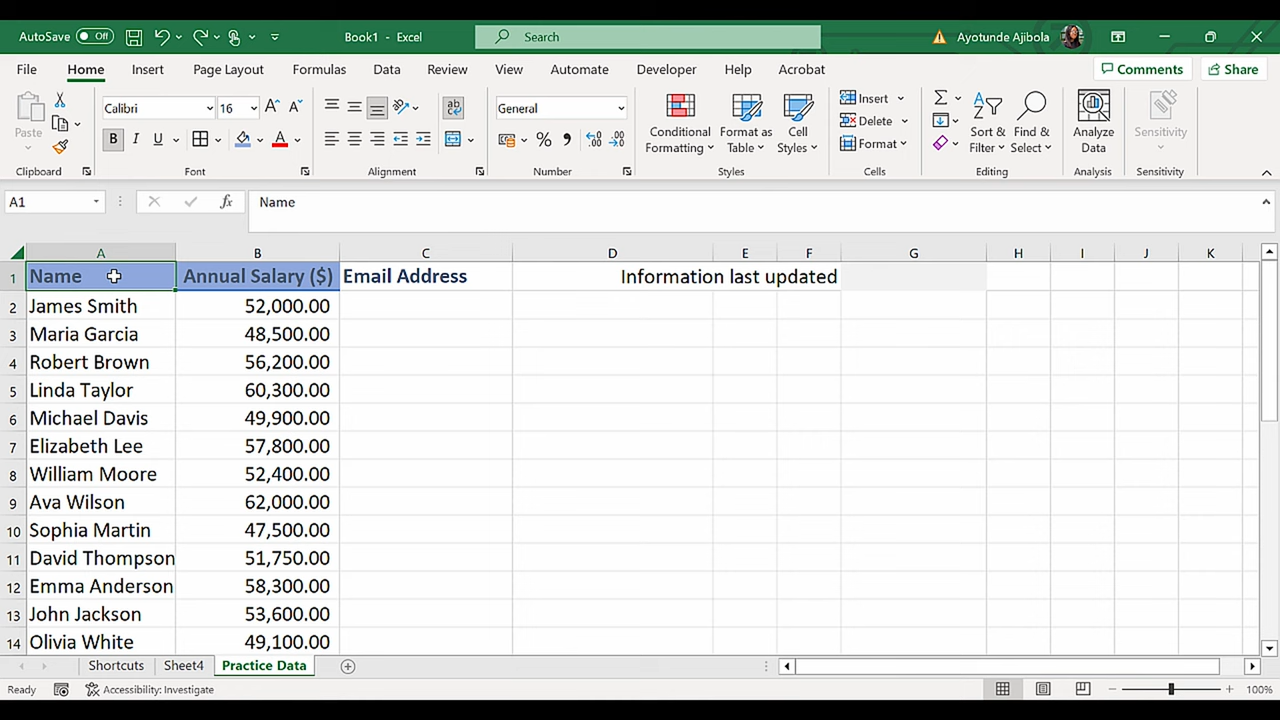 AutoSave Off Book1 - Excel Search Ayotunde Ajibola
File Home Insert Page Layout Formulas Data Review View Automate Developer Help Acrobat Comments Share
Paste Calibri 16 General Conditional Formatting Format as Table Cell Styles Insert Delete Format Sort & Filter Find & Select Analyze Data Sensitivity
Clipboard Font Alignment Number Styles Cells Editing Analysis Sensitivity
A1 fx Name
A B C D E F G H I J K
1 Name Annual Salary ($) Email Address Information last updated
2 James Smith 52,000.00
3 Maria Garcia 48,500.00
4 Robert Brown 56,200.00
5 Linda Taylor 60,300.00
6 Michael Davis 49,900.00
7 Elizabeth Lee 57,800.00
8 William Moore 52,400.00
9 Ava Wilson 62,000.00
10 Sophia Martin 47,500.00
11 David Thompson 51,750.00
12 Emma Anderson 58,300.00
13 John Jackson 53,600.00
14 Olivia White 49,100.00
Shortcuts Sheet4 Practice Data
Ready Accessibility: Investigate 100%